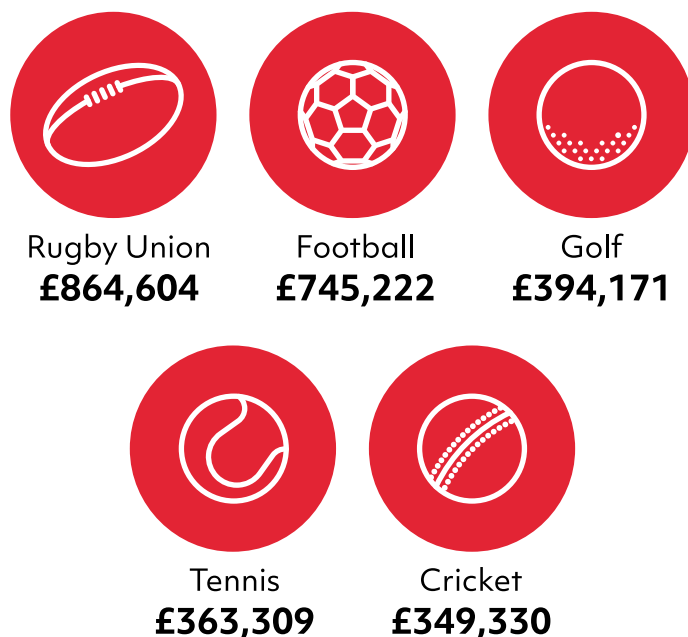 Rugby Union
£864,604
Football
£745,222
Golf
£394,171
Tennis
£363,309
Cricket
£349,330